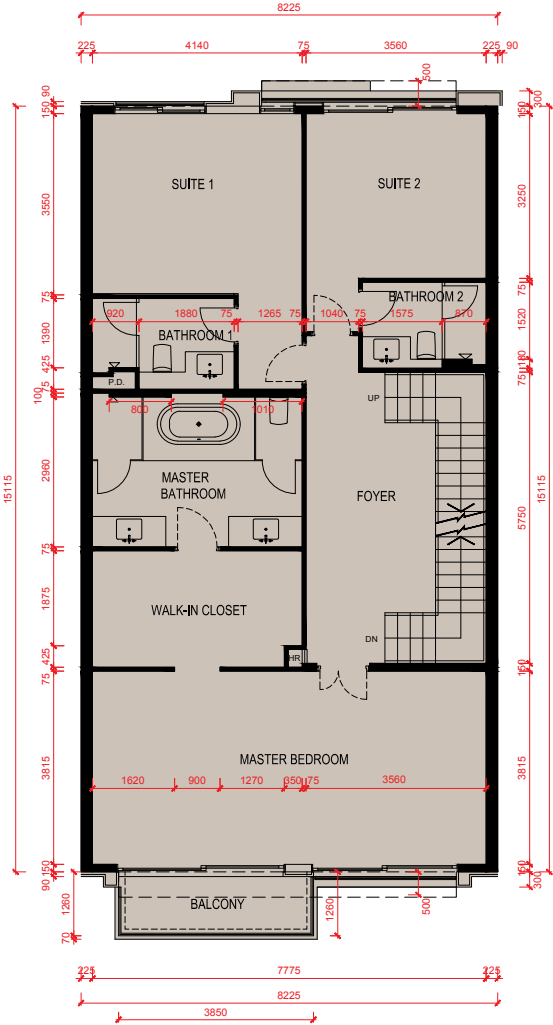 8225
225 4140 75 3560 225 90
500
90
150
300
150
SUITE 1
SUITE 2
3550
3250
75
75
920 1880 75 1265 75 1040 75 1575 870
BATHROOM 2
BATHROOM 1
1390
1520
425
180
P.D.
75
75
100
800
1010
UP
15115
15115
2960
MASTER
BATHROOM
FOYER
5750
75
WALK-IN CLOSET
1875
DN
425
HR
75
150
MASTER BEDROOM
3815
3815
1620 900 1270 350 75 3560
150
150
90
300
1260
BALCONY
1260
500
70
225 7775 225
8225
3850